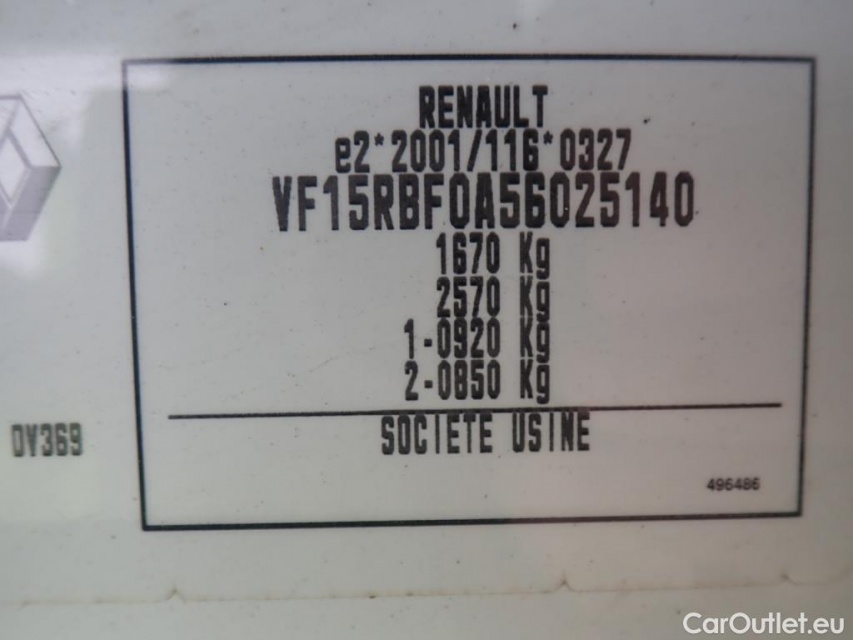 RENAULT
e2*2001/116*0327
VF15RBF0A56025140
1670 Kg
2570 Kg
1-0920 Kg
2-0850 Kg
SOCIETE USINE
DV369
496486
CarOutlet.eu